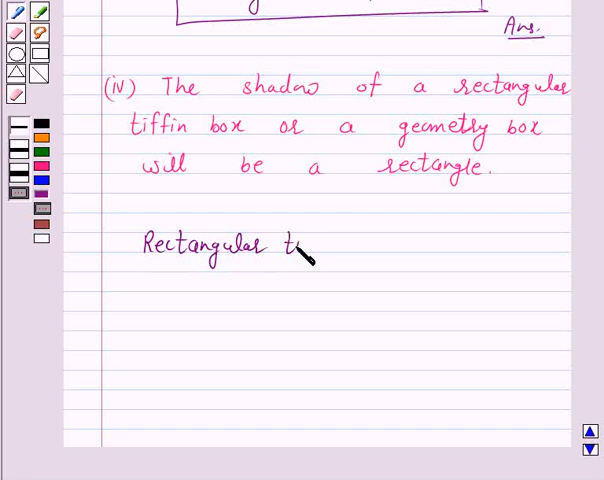 Ans.
(iv) The shadow of a rectangular
tiffin box or a geometry box
will be a rectangle.
Rectangular t